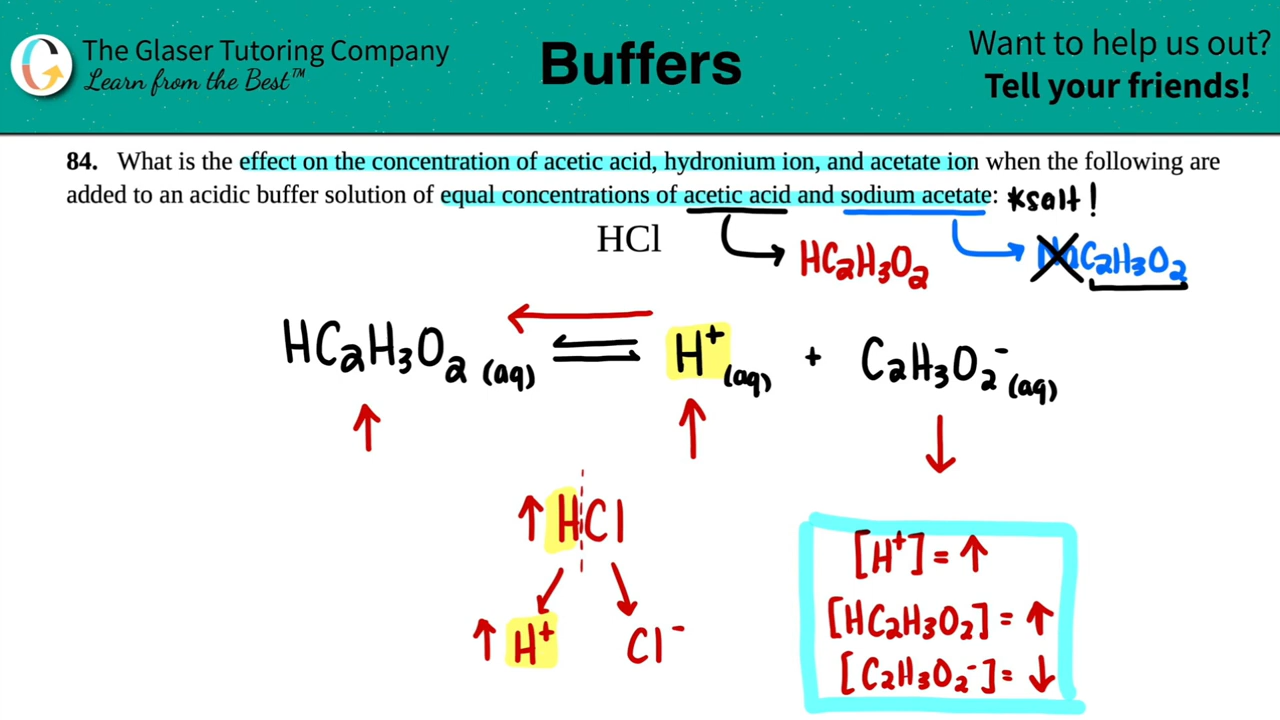 The Glaser Tutoring Company
Learn from the Best™
Buffers
Want to help us out?
Tell your friends!
84. What is the effect on the concentration of acetic acid, hydronium ion, and acetate ion when the following are
added to an acidic buffer solution of equal concentrations of acetic acid and sodium acetate: *salt!
HCl
HC₂H₃O₂
NaC₂H₃O₂
HC₂H₃O₂ (aq) ⇌ H⁺(aq) + C₂H₃O₂⁻(aq)
↑ ↑ ↓
↑ HCl
↑ H⁺ Cl⁻
[H⁺] = ↑
[HC₂H₃O₂] = ↑
[C₂H₃O₂⁻] = ↓